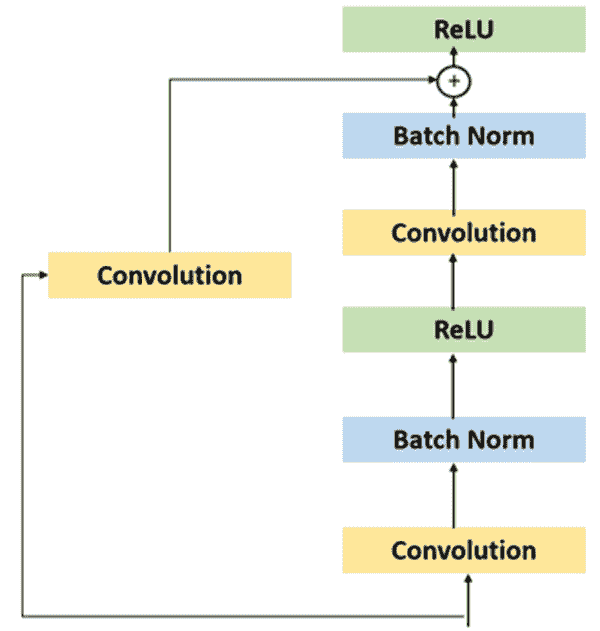 ReLU
+
Batch Norm
Convolution
Convolution
ReLU
Batch Norm
Convolution